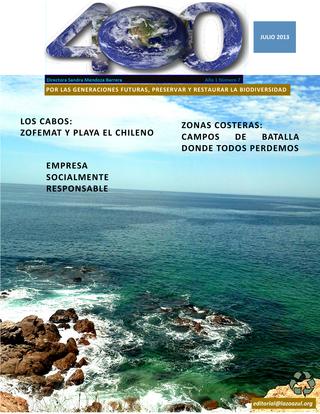 400
JULIO 2013
Directora Sandra Mendoza Barrera Año 1 Número 7
POR LAS GENERACIONES FUTURAS, PRESERVAR Y RESTAURAR LA BIODIVERSIDAD
LOS CABOS:
ZOFEMAT Y PLAYA EL CHILENO
ZONAS COSTERAS:
CAMPOS DE BATALLA
DONDE TODOS PERDEMOS
EMPRESA
SOCIALMENTE
RESPONSABLE
editorial@lazoazul.org